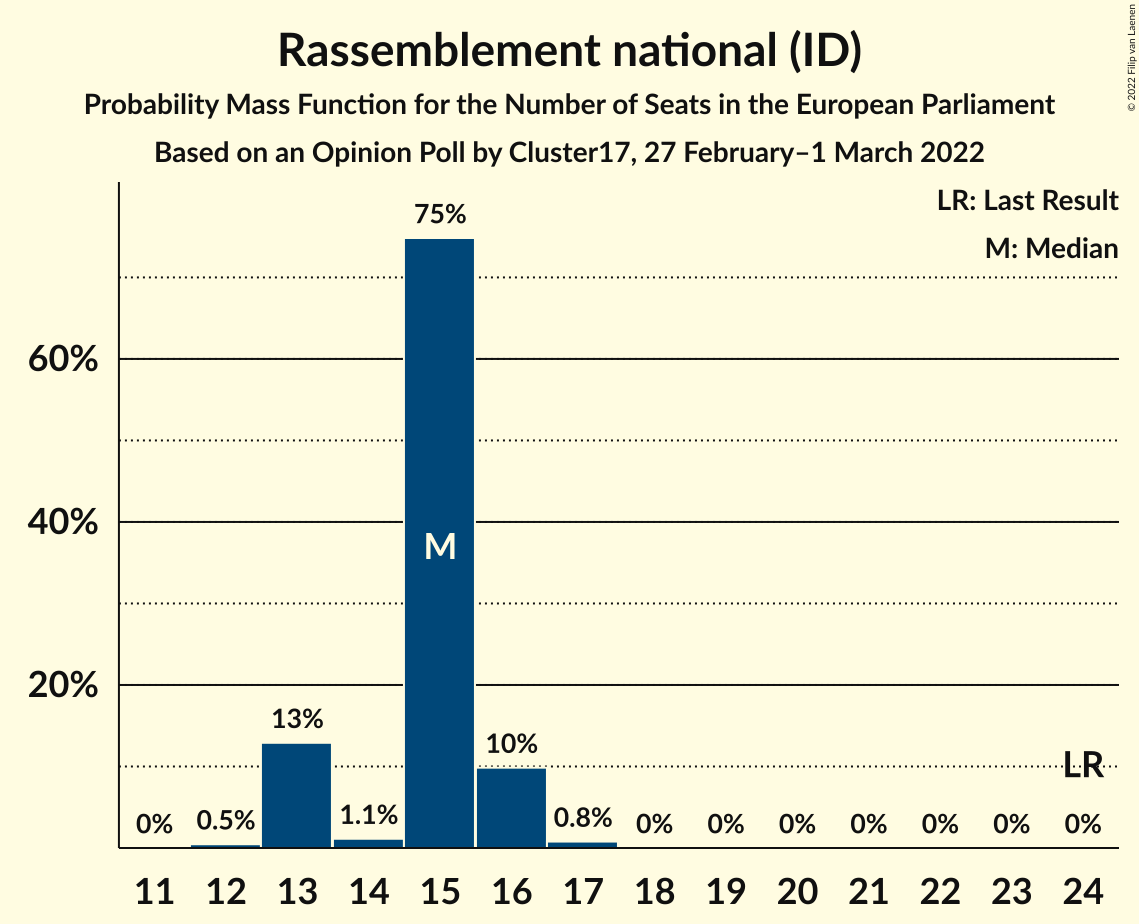 Rassemblement national (ID)
Probability Mass Function for the Number of Seats in the European Parliament
Based on an Opinion Poll by Cluster17, 27 February–1 March 2022
© 2022 Filip van Laenen
LR: Last Result
M: Median
60%
40%
20%
0%
0.5%
13%
1.1%
75%
M
10%
0.8%
0%
0%
0%
0%
0%
0%
0%
LR
11 12 13 14 15 16 17 18 19 20 21 22 23 24